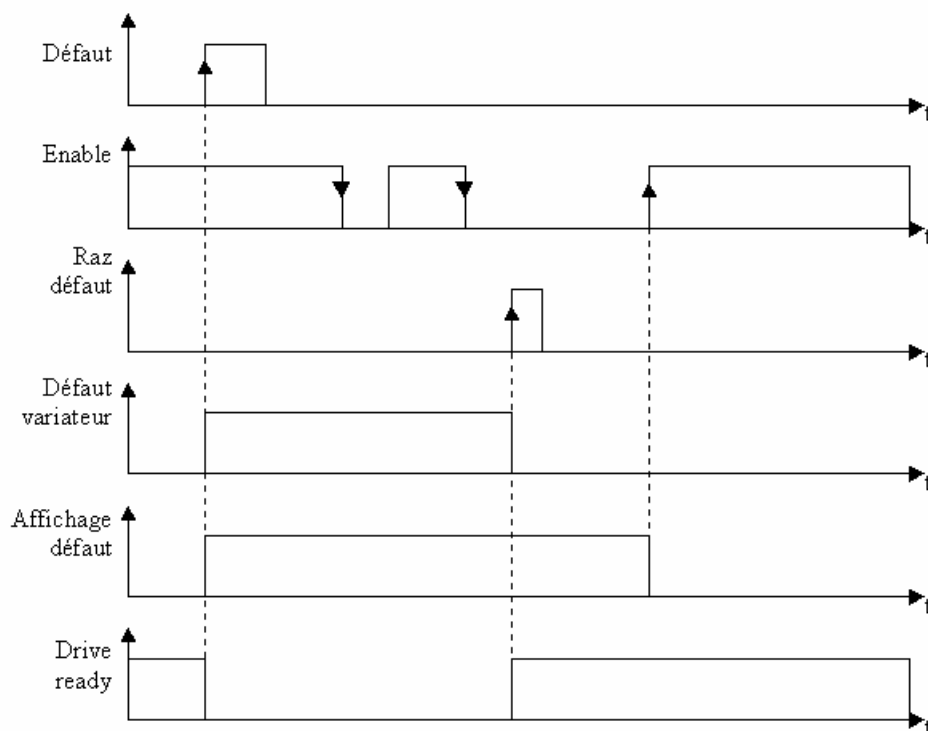 Défaut
t
Enable
t
Raz
défaut
t
Défaut
variateur
t
Affichage
défaut
t
Drive
ready
t